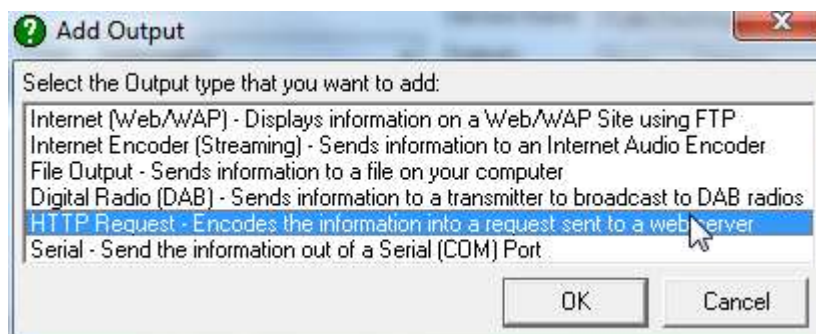 Add Output
Select the Output type that you want to add:
Internet (Web/WAP) - Displays information on a Web/WAP Site using FTP
Internet Encoder (Streaming) - Sends information to an Internet Audio Encoder
File Output - Sends information to a file on your computer
Digital Radio (DAB) - Sends information to a transmitter to broadcast to DAB radios
HTTP Request - Encodes the information into a request sent to a web server
Serial - Send the information out of a Serial (COM) Port
OK Cancel